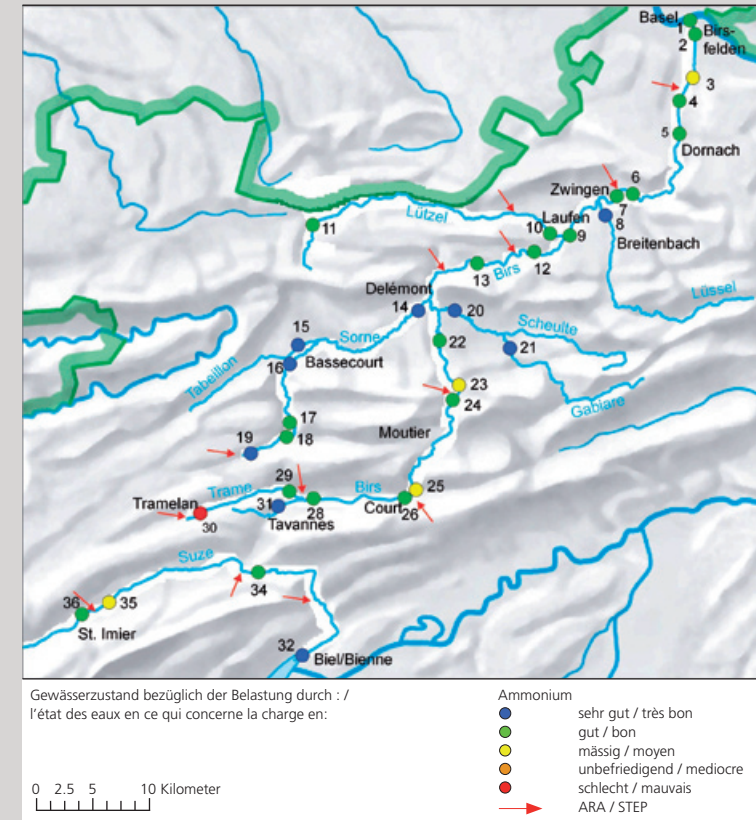 Basel
1
Birs-
felden
2
3
4
5
Dornach
Zwingen
6
7
8
Lützel
Laufen
10
9
11
Breitenbach
12
13
Birs
Delémont
14
20
Lüssel
Scheulte
15
Sorne
22
21
Bassecourt
16
Tabeillon
23
24
Gabiare
17
18
Moutier
19
29
25
Trame
Birs
Tramelan
31
28
Court
26
30
Tavannes
Suze
34
36
35
St. Imier
32
Biel/Bienne
Gewässerzustand bezüglich der Belastung durch : /
l'état des eaux en ce qui concerne la charge en:
0 2.5 5 10 Kilometer
Ammonium
sehr gut / très bon
gut / bon
mässig / moyen
unbefriedigend / mediocre
schlecht / mauvais
ARA / STEP